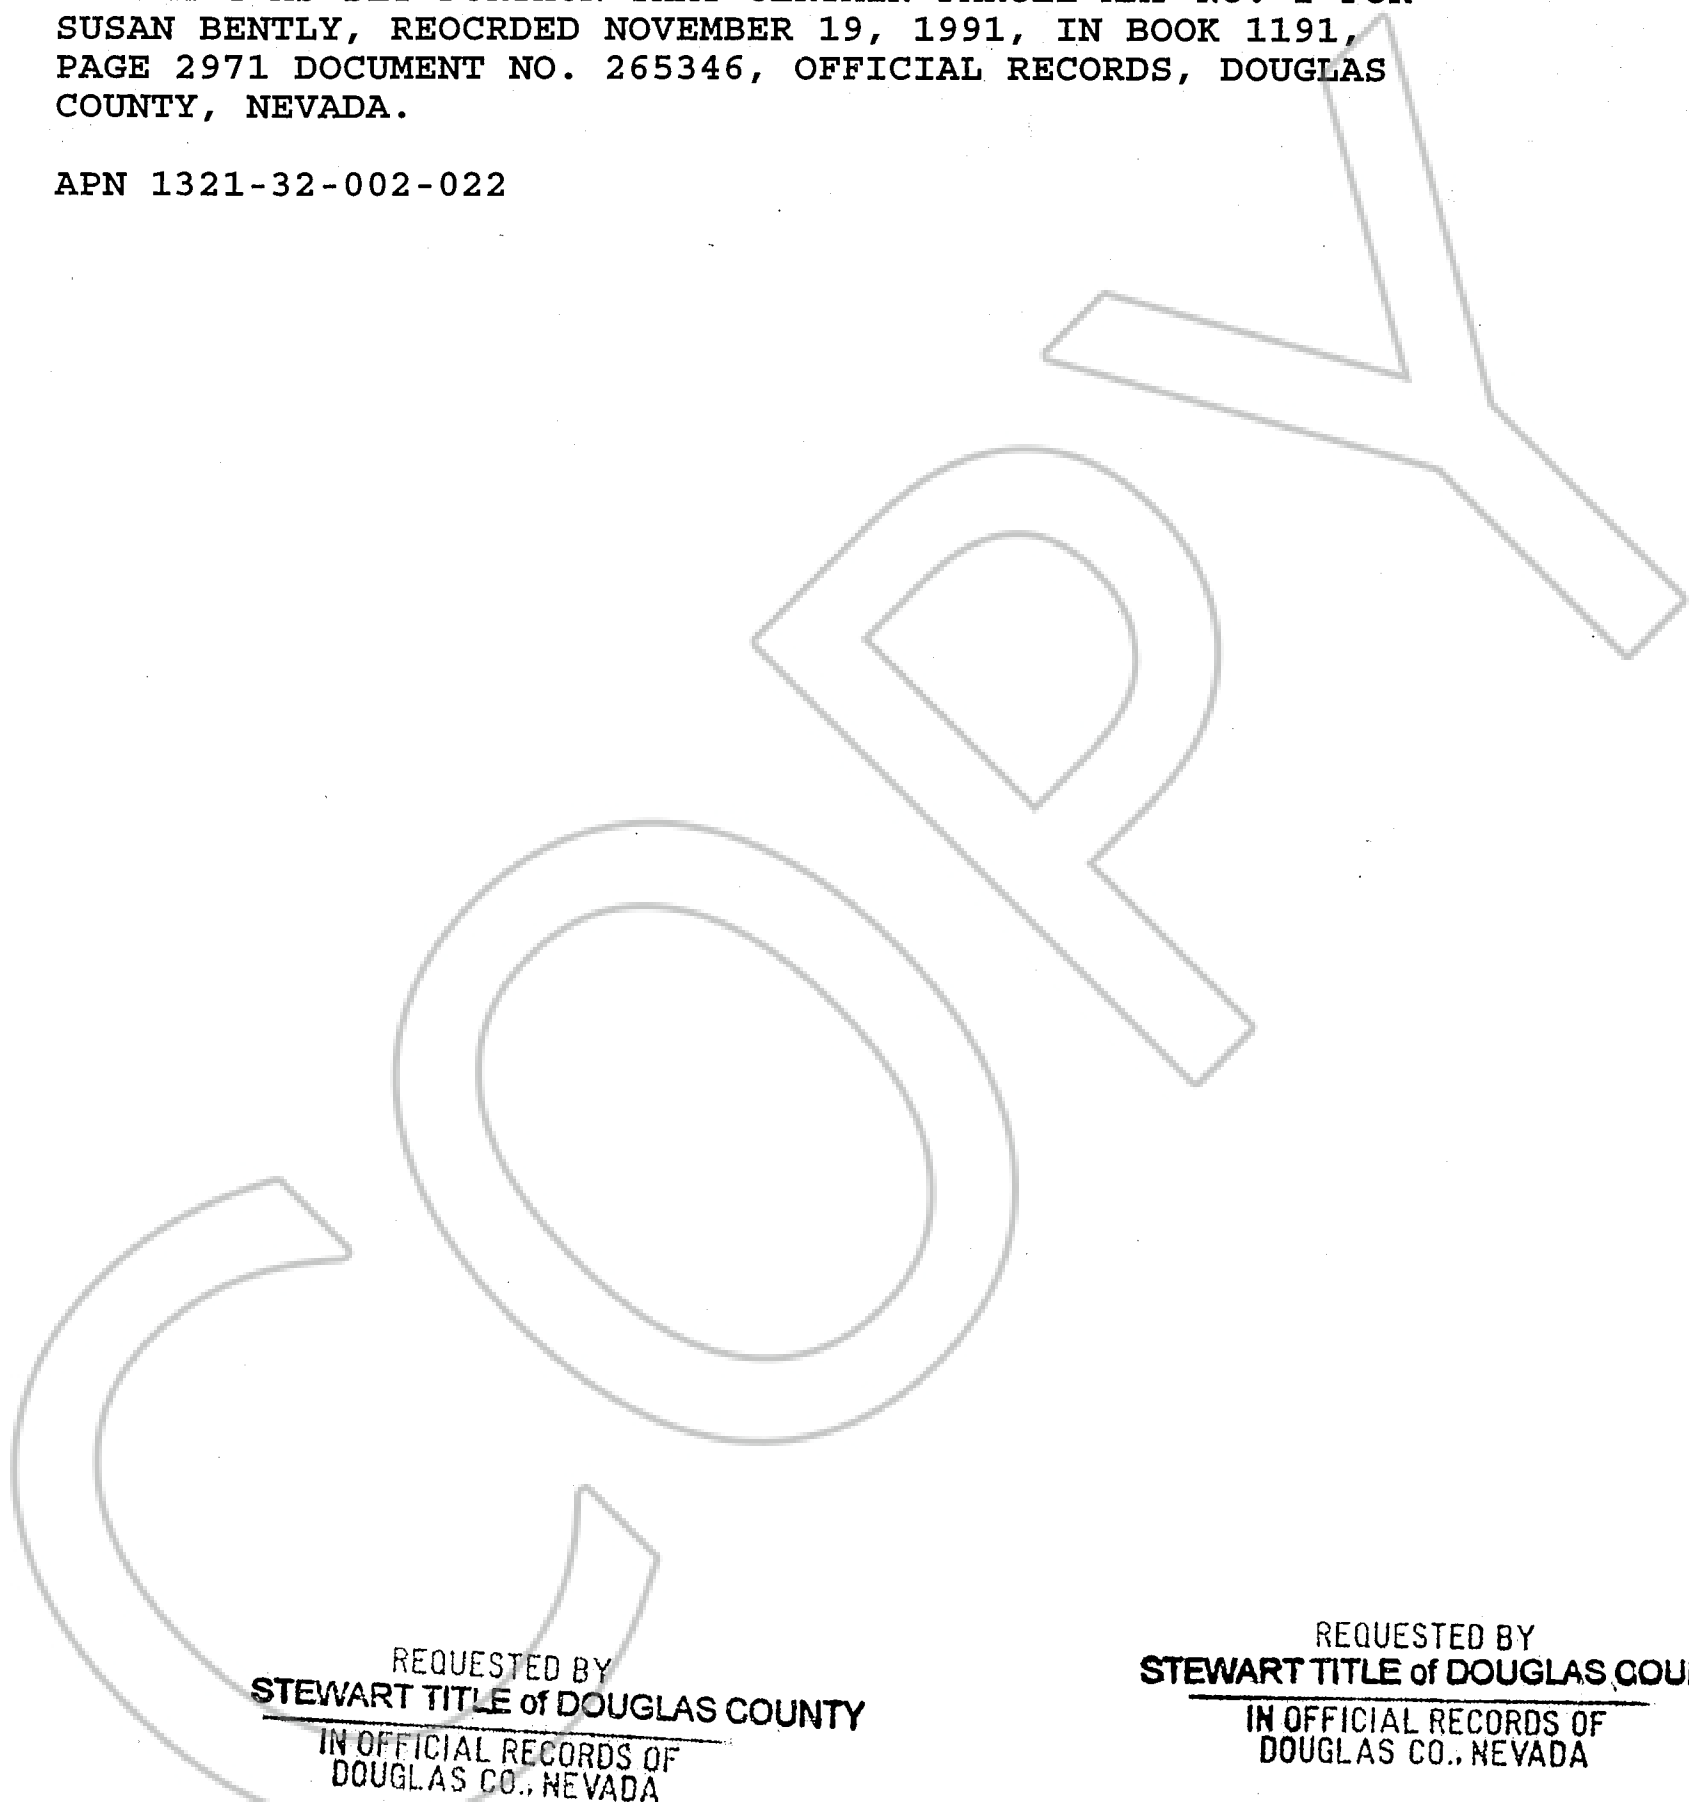 SUSAN BENTLY, REOCRDED NOVEMBER 19, 1991, IN BOOK 1191,
PAGE 2971 DOCUMENT NO. 265346, OFFICIAL RECORDS, DOUGLAS
COUNTY, NEVADA.
APN 1321-32-002-022
COPY
REQUESTED BY
STEWART TITLE of DOUGLAS COUNTY
IN OFFICIAL RECORDS OF
DOUGLAS CO., NEVADA
REQUESTED BY
STEWART TITLE of DOUGLAS COU
IN OFFICIAL RECORDS OF
DOUGLAS CO., NEVADA